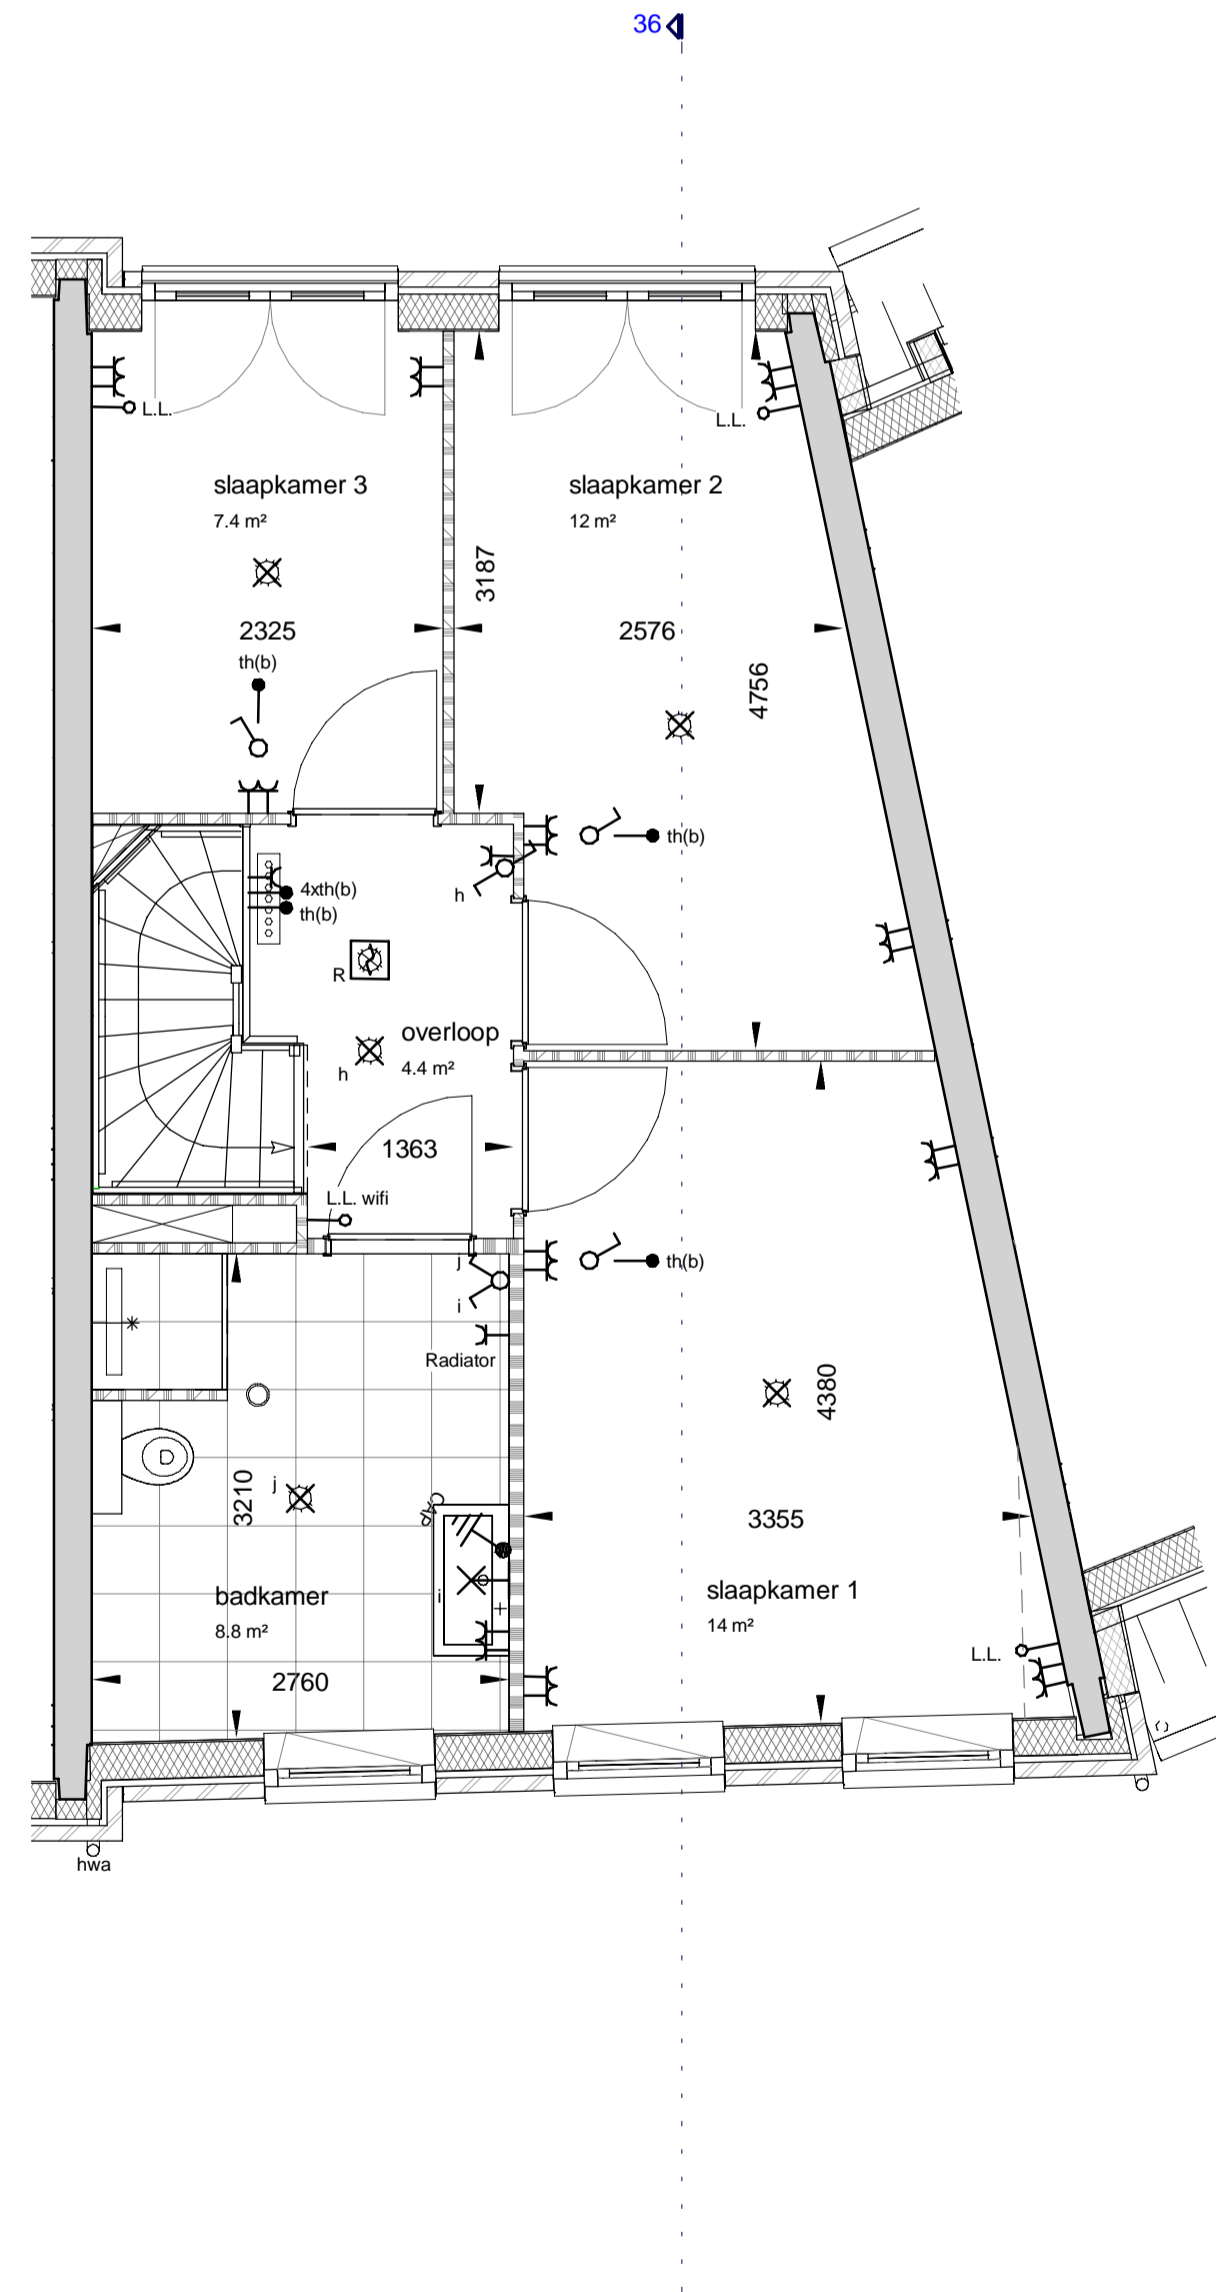 36
L.L.
L.L.
slaapkamer 3
7.4 m²
slaapkamer 2
12 m²
3187
2325
2576
th(b)
4756
th(b)
h
4xth(b)
th(b)
R
overloop
4.4 m²
h
1363
L.L. wifi
j
i
th(b)
Radiator
4380
3210
j
CAP
3355
i
badkamer
8.8 m²
slaapkamer 1
14 m²
L.L.
2760
hwa